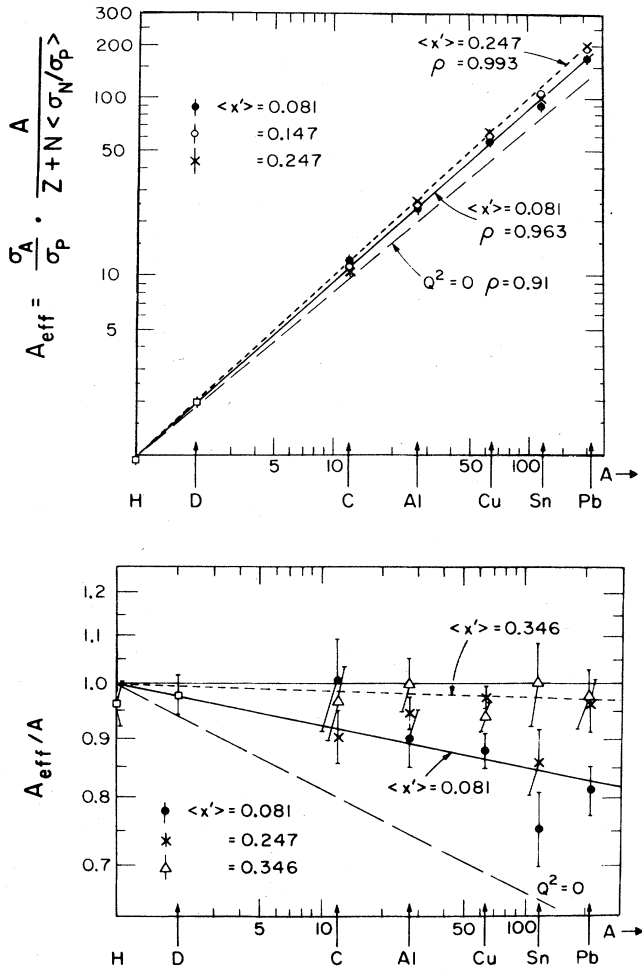 300
200
100
50
10
5
A_eff = σ_A/σ_P · A/(Z + N <σ_N/σ_P>)
<x'> = 0.247
ρ = 0.993
<x'> = 0.081
= 0.147
= 0.247
<x'> = 0.081
ρ = 0.963
Q² = 0 ρ = 0.91
5 10 50 100 A →
H D C Al Cu Sn Pb
1.2
1.1
1.0
0.9
0.8
0.7
A_eff/A
<x'> = 0.346
<x'> = 0.081
<x'> = 0.081
= 0.247
= 0.346
Q² = 0
5 10 50 100 A →
H D C Al Cu Sn Pb